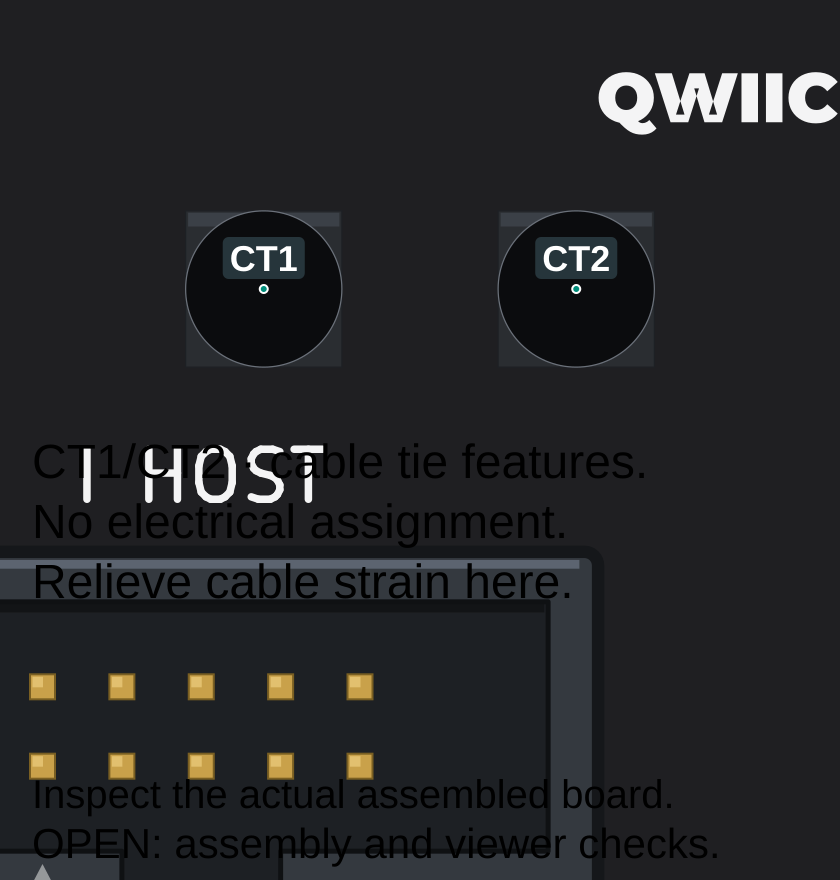 QWIIC
CT1
CT2
CT1/CT2: cable tie features.
I HOST
No electrical assignment.
Relieve cable strain here.
Inspect the actual assembled board.
OPEN: assembly and viewer checks.